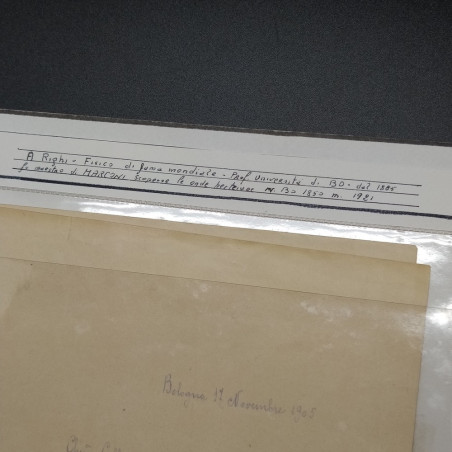 A Righi - Fisico di fama mondiale - Prof Università di BO - dal 1885
fu maestro di MARCONI. Scoperse le onde hertziane n. BO 1850 m. 1921
Bologna 11 Novembre 1905